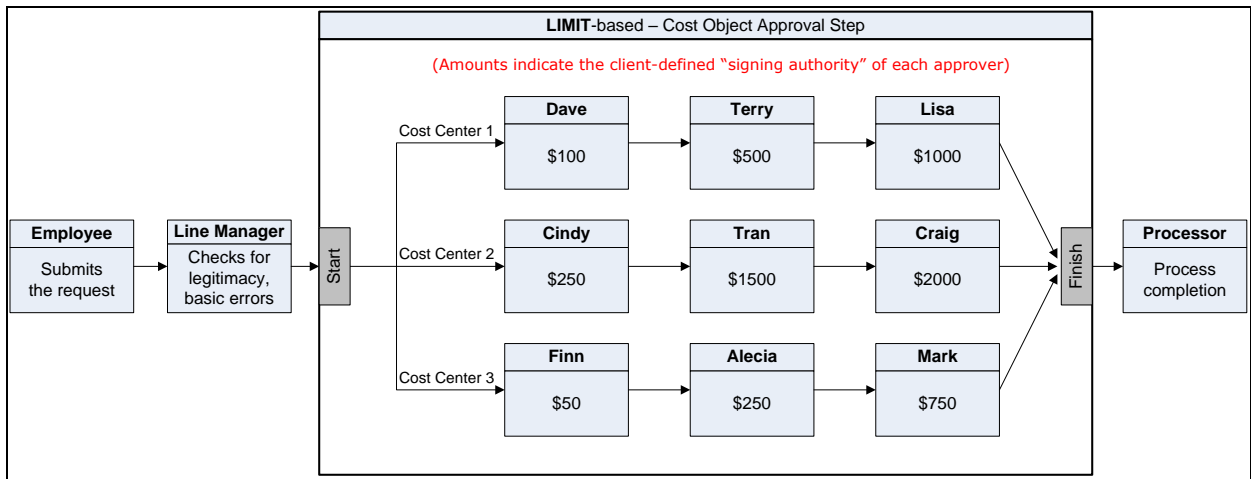 LIMIT-based – Cost Object Approval Step
(Amounts indicate the client-defined “signing authority” of each approver)
Employee
Submits
the request
Line Manager
Checks for
legitimacy,
basic errors
Start
Cost Center 1
Dave
$100
Terry
$500
Lisa
$1000
Cost Center 2
Cindy
$250
Tran
$1500
Craig
$2000
Cost Center 3
Finn
$50
Alecia
$250
Mark
$750
Finish
Processor
Process
completion